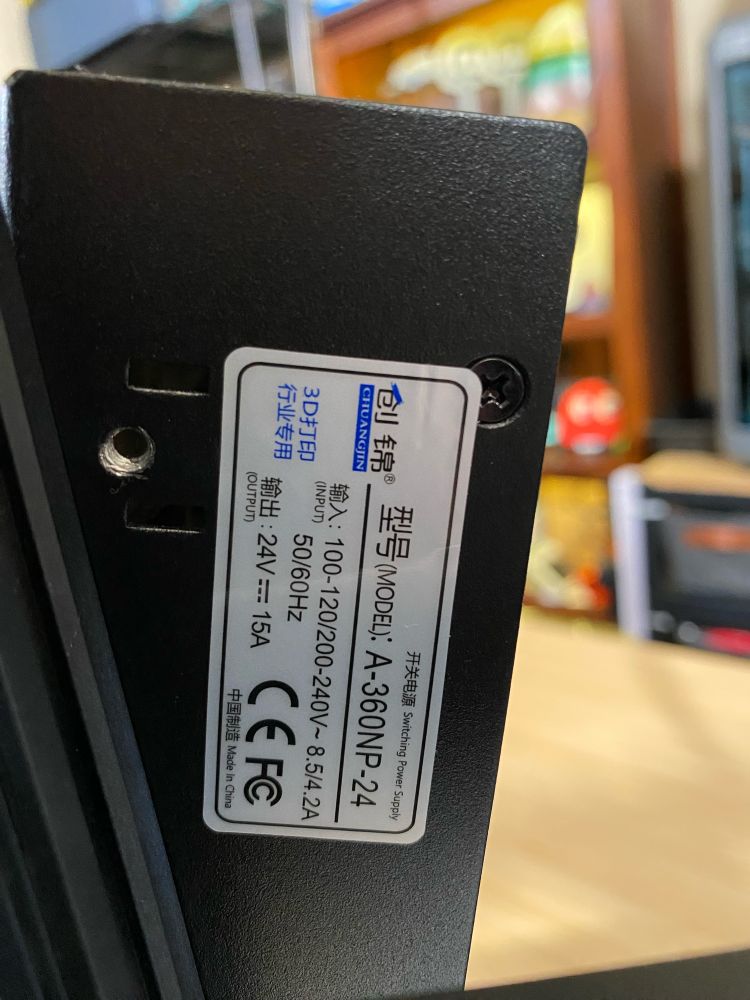 创锦®
CHUANGJIN
开关电源 Switching Power Supply
型号(MODEL): A-360NP-24
3D打印
行业专用
输入: 100-120/200-240V~ 8.5/4.2A
(INPUT)
50/60Hz
输出: 24V⎓ 15A
(OUTPUT)
CE FC
中国制造 Made In China